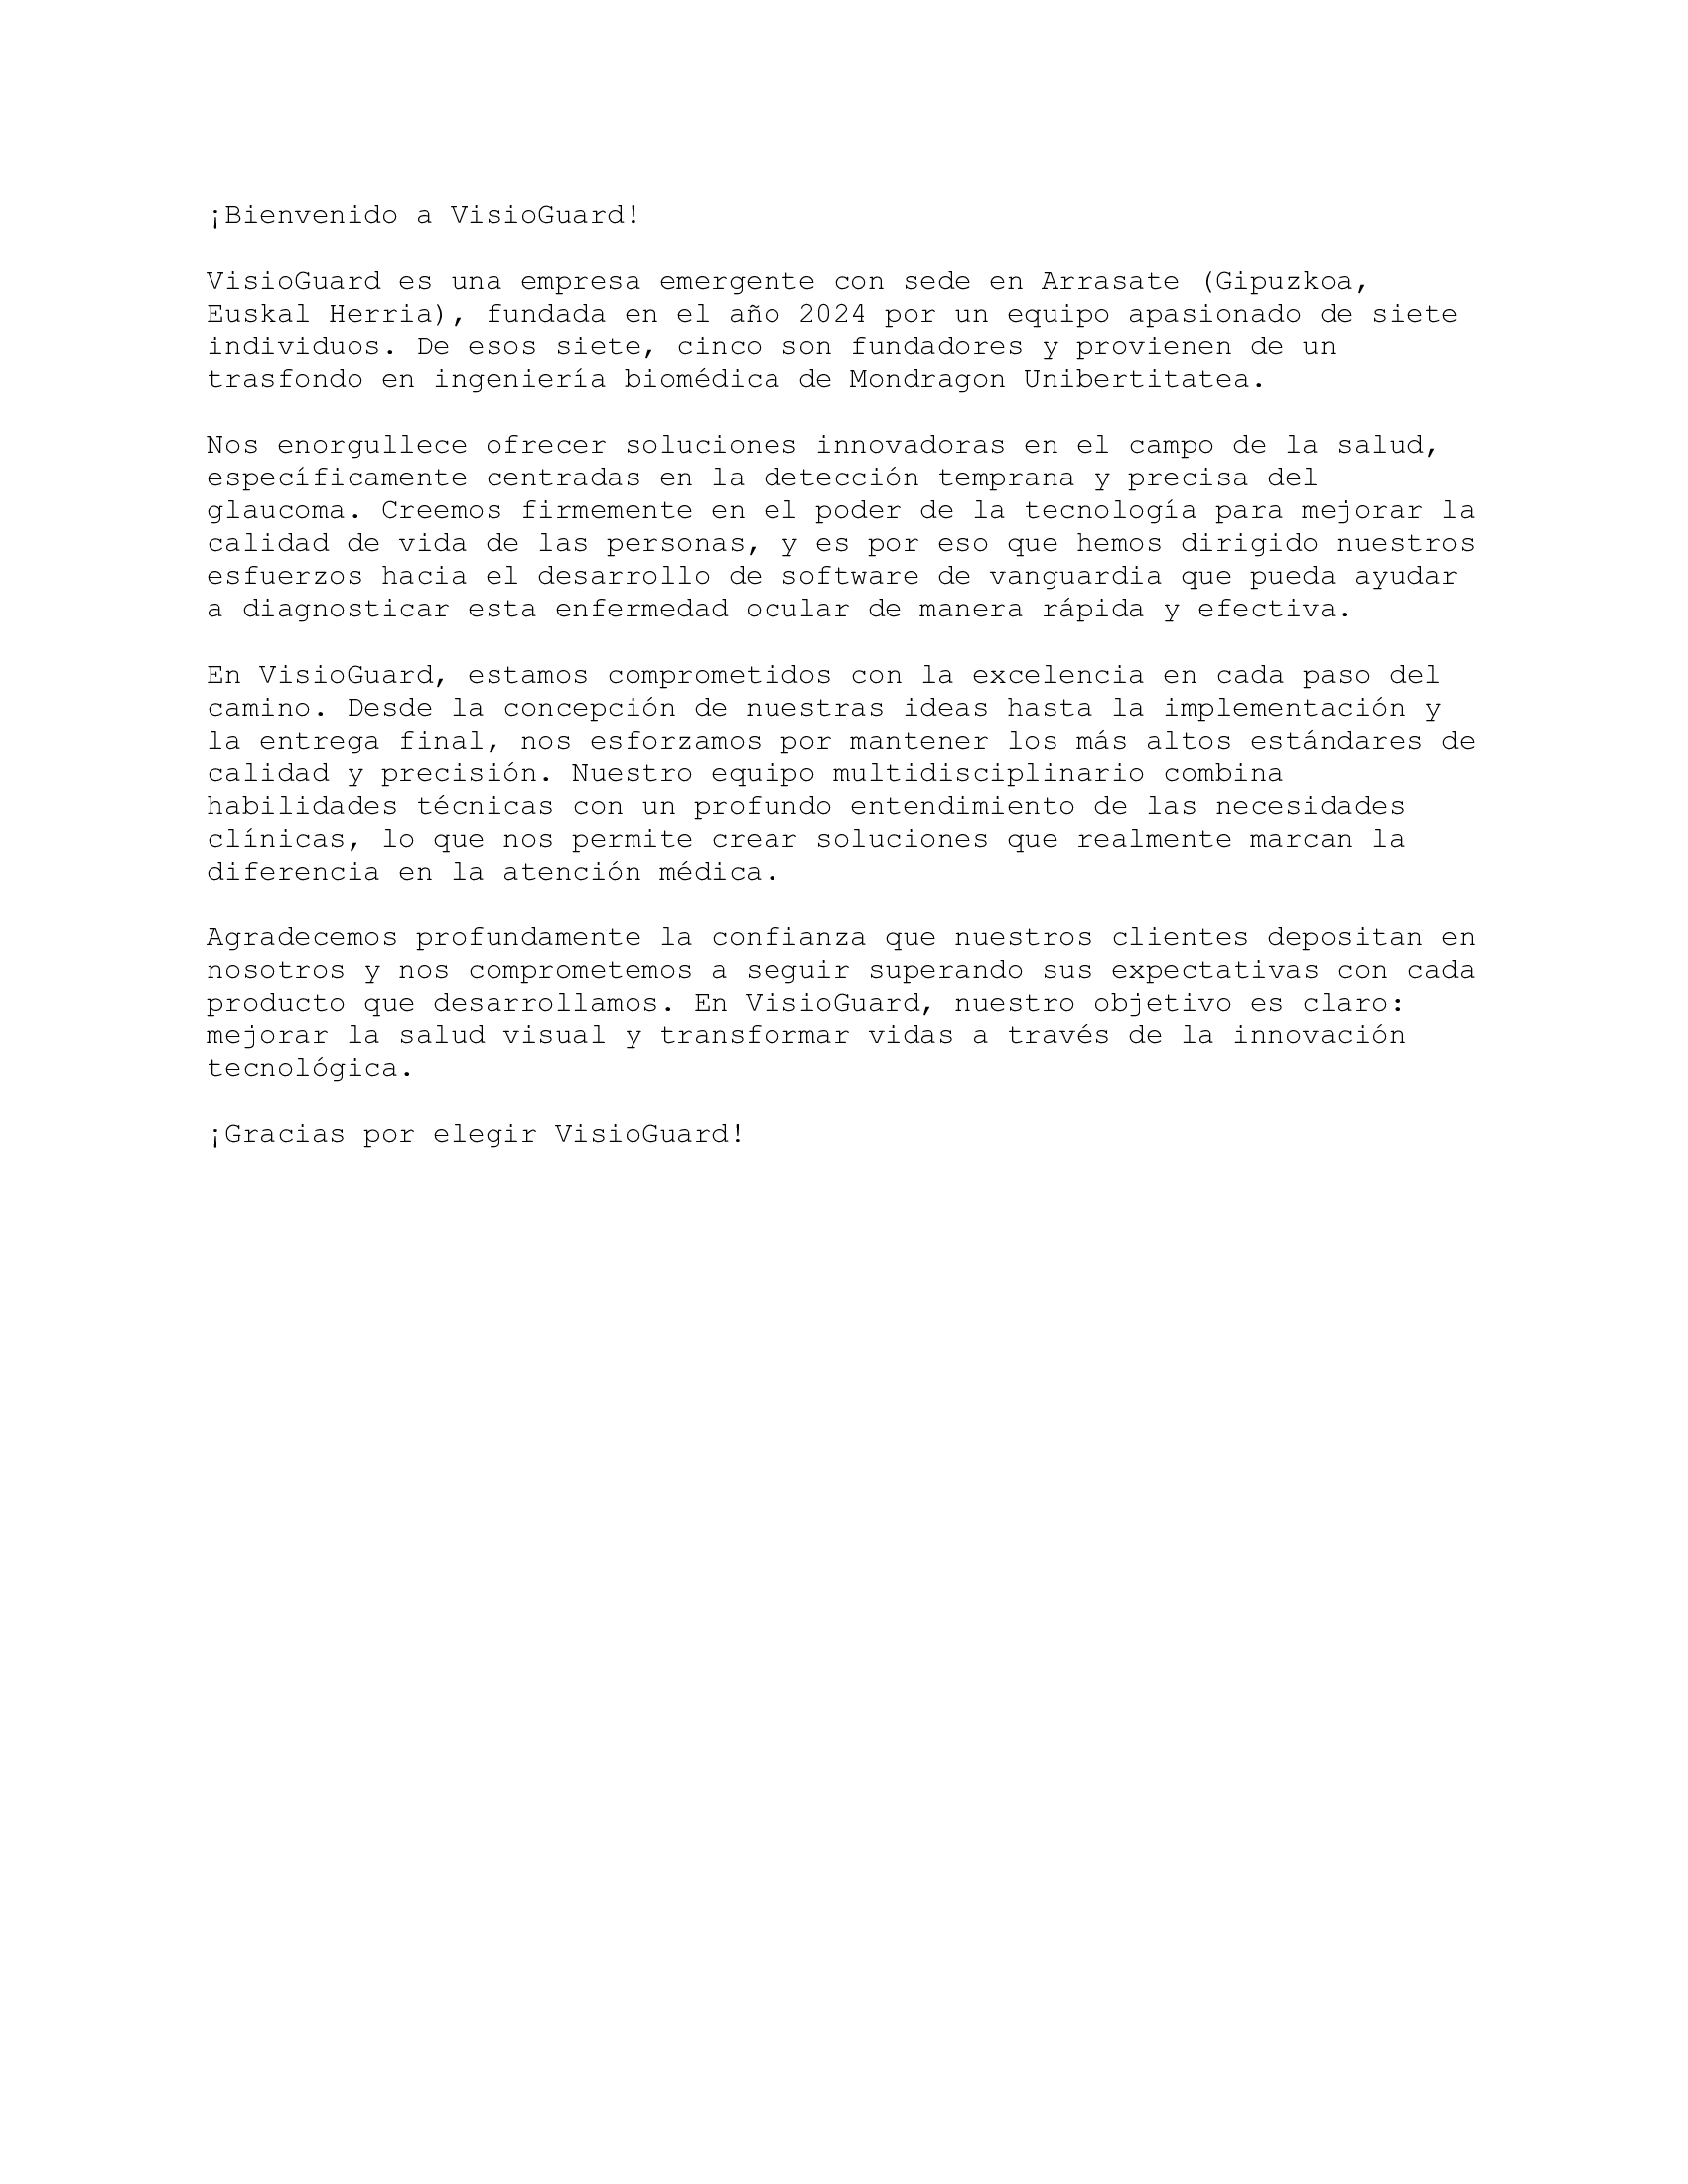 ¡Bienvenido a VisioGuard!
VisioGuard es una empresa emergente con sede en Arrasate (Gipuzkoa,
Euskal Herria), fundada en el año 2024 por un equipo apasionado de siete
individuos. De esos siete, cinco son fundadores y provienen de un
trasfondo en ingeniería biomédica de Mondragon Unibertitatea.
Nos enorgullece ofrecer soluciones innovadoras en el campo de la salud,
específicamente centradas en la detección temprana y precisa del
glaucoma. Creemos firmemente en el poder de la tecnología para mejorar la
calidad de vida de las personas, y es por eso que hemos dirigido nuestros
esfuerzos hacia el desarrollo de software de vanguardia que pueda ayudar
a diagnosticar esta enfermedad ocular de manera rápida y efectiva.
En VisioGuard, estamos comprometidos con la excelencia en cada paso del
camino. Desde la concepción de nuestras ideas hasta la implementación y
la entrega final, nos esforzamos por mantener los más altos estándares de
calidad y precisión. Nuestro equipo multidisciplinario combina
habilidades técnicas con un profundo entendimiento de las necesidades
clínicas, lo que nos permite crear soluciones que realmente marcan la
diferencia en la atención médica.
Agradecemos profundamente la confianza que nuestros clientes depositan en
nosotros y nos comprometemos a seguir superando sus expectativas con cada
producto que desarrollamos. En VisioGuard, nuestro objetivo es claro:
mejorar la salud visual y transformar vidas a través de la innovación
tecnológica.
¡Gracias por elegir VisioGuard!